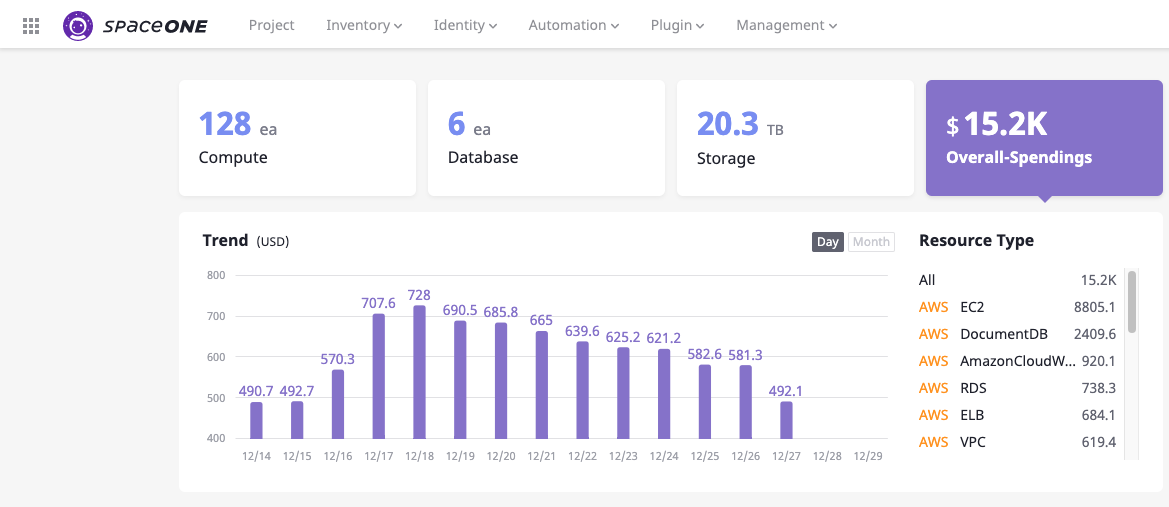 spaceONE Project Inventory Identity Automation Plugin Management
128 ea
Compute
6 ea
Database
20.3 TB
Storage
$ 15.2K
Overall-Spendings
Trend (USD)
Day Month
800
700
600
500
400
490.7 492.7 570.3 707.6 728 690.5 685.8 665 639.6 625.2 621.2 582.6 581.3 492.1
12/14 12/15 12/16 12/17 12/18 12/19 12/20 12/21 12/22 12/23 12/24 12/25 12/26 12/27 12/28 12/29
Resource Type
All 15.2K
AWS EC2 8805.1
AWS DocumentDB 2409.6
AWS AmazonCloudW... 920.1
AWS RDS 738.3
AWS ELB 684.1
AWS VPC 619.4